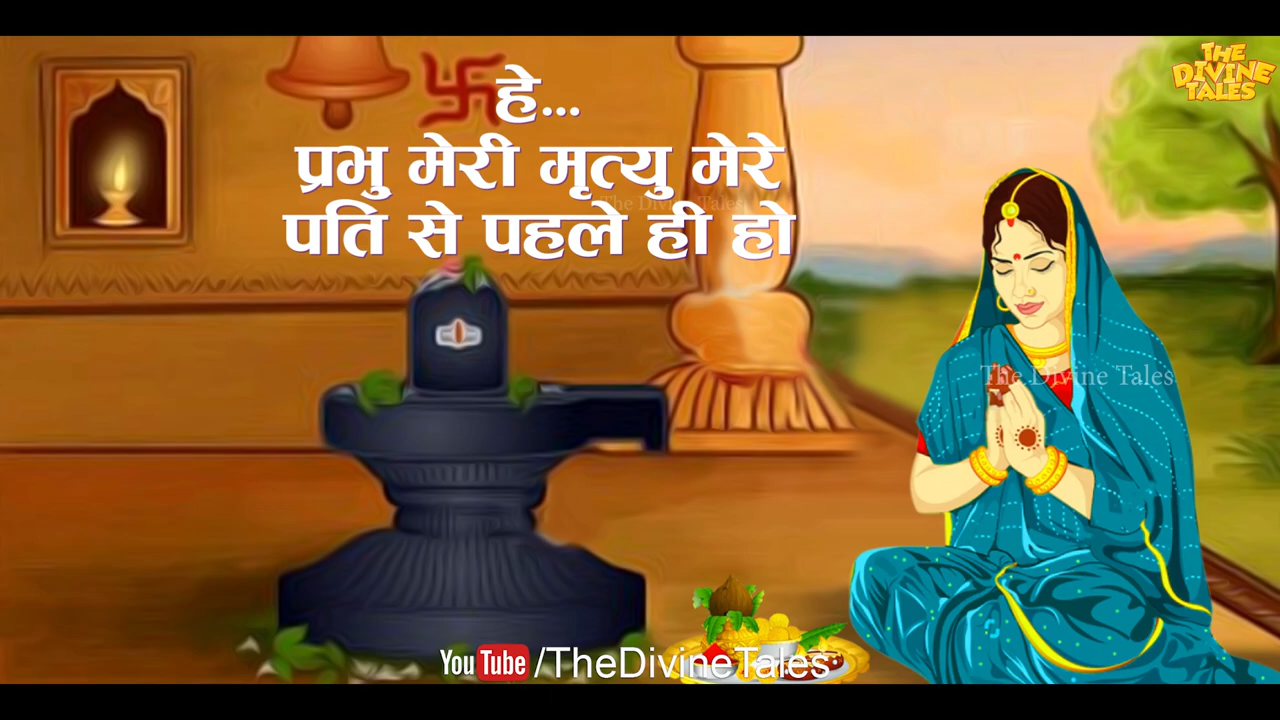 THE
DIVINE
TALES
हे...
प्रभु मेरी मृत्यु मेरे
The Divine Tales
पति से पहले ही हो
The Divine Tales
YouTube/TheDivineTales